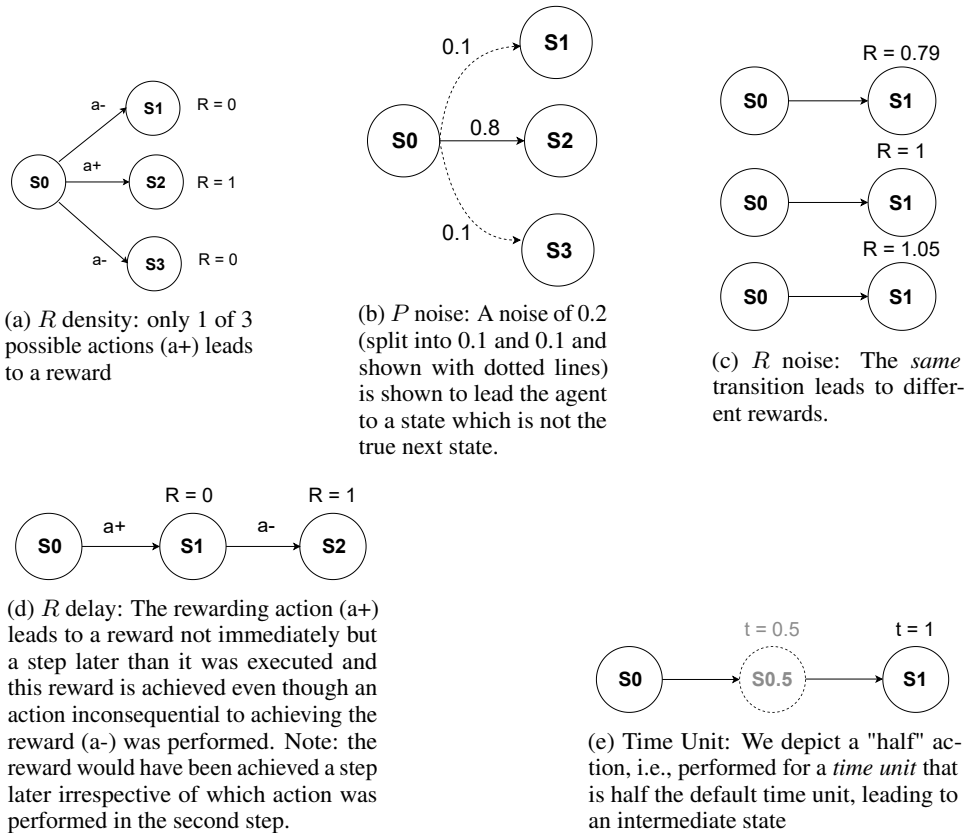 a-
S1
R = 0
S0
a+
S2
R = 1
a-
S3
R = 0
(a) R density: only 1 of 3
possible actions (a+) leads
to a reward
0.1
S1
S0
0.8
S2
0.1
S3
(b) P noise: A noise of 0.2
(split into 0.1 and 0.1 and
shown with dotted lines)
is shown to lead the agent
to a state which is not the
true next state.
R = 0.79
S0
S1
R = 1
S0
S1
R = 1.05
S0
S1
(c) R noise: The same
transition leads to differ-
ent rewards.
R = 0
R = 1
S0
a+
S1
a-
S2
(d) R delay: The rewarding action (a+)
leads to a reward not immediately but
a step later than it was executed and
this reward is achieved even though an
action inconsequential to achieving the
reward (a-) was performed. Note: the
reward would have been achieved a step
later irrespective of which action was
performed in the second step.
t = 0.5
t = 1
S0
S0.5
S1
(e) Time Unit: We depict a "half" ac-
tion, i.e., performed for a time unit that
is half the default time unit, leading to
an intermediate state